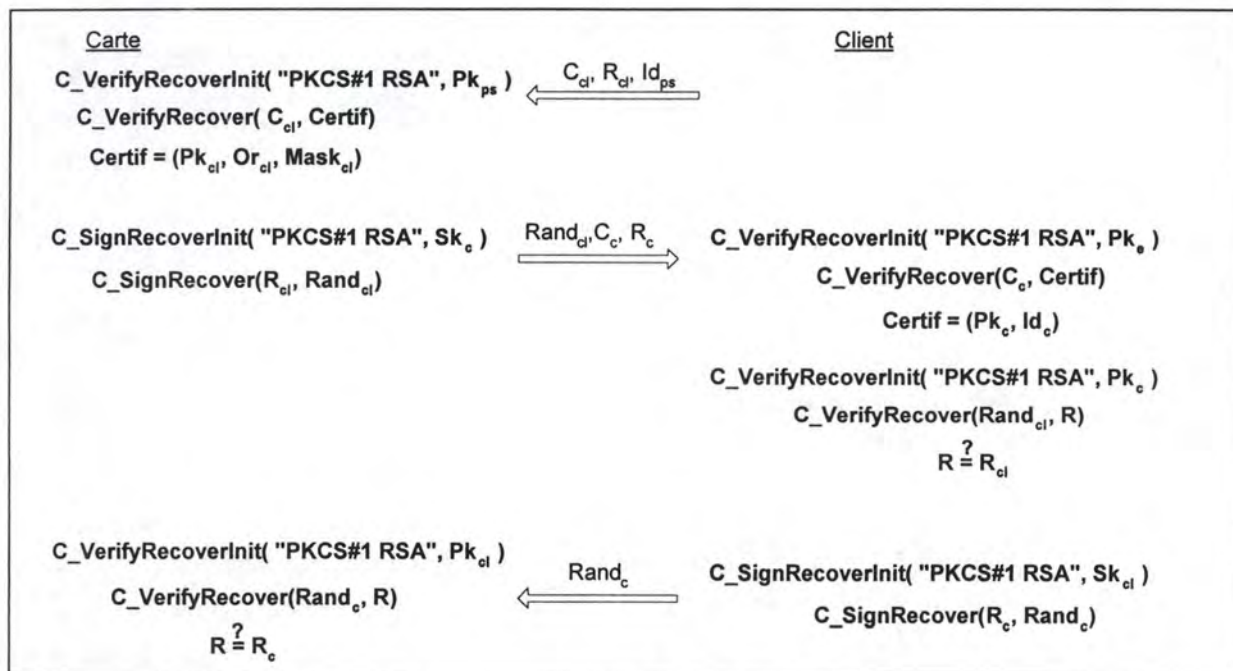 Carte
Client
C_VerifyRecoverInit( "PKCS#1 RSA", Pk_ps )
C_cl, R_cl, Id_ps
C_VerifyRecover( C_cl, Certif)
Certif = (Pk_cl, Or_cl, Mask_cl)
C_SignRecoverInit( "PKCS#1 RSA", Sk_c )
Rand_cl,C_c, R_c
C_VerifyRecoverInit( "PKCS#1 RSA", Pk_e )
C_SignRecover(R_cl, Rand_cl)
C_VerifyRecover(C_c, Certif)
Certif = (Pk_c, Id_c)
C_VerifyRecoverInit( "PKCS#1 RSA", Pk_c )
C_VerifyRecover(Rand_cl, R)
R ≟ R_cl
C_VerifyRecoverInit( "PKCS#1 RSA", Pk_cl )
Rand_c
C_SignRecoverInit( "PKCS#1 RSA", Sk_cl )
C_VerifyRecover(Rand_c, R)
C_SignRecover(R_c, Rand_c)
R ≟ R_c